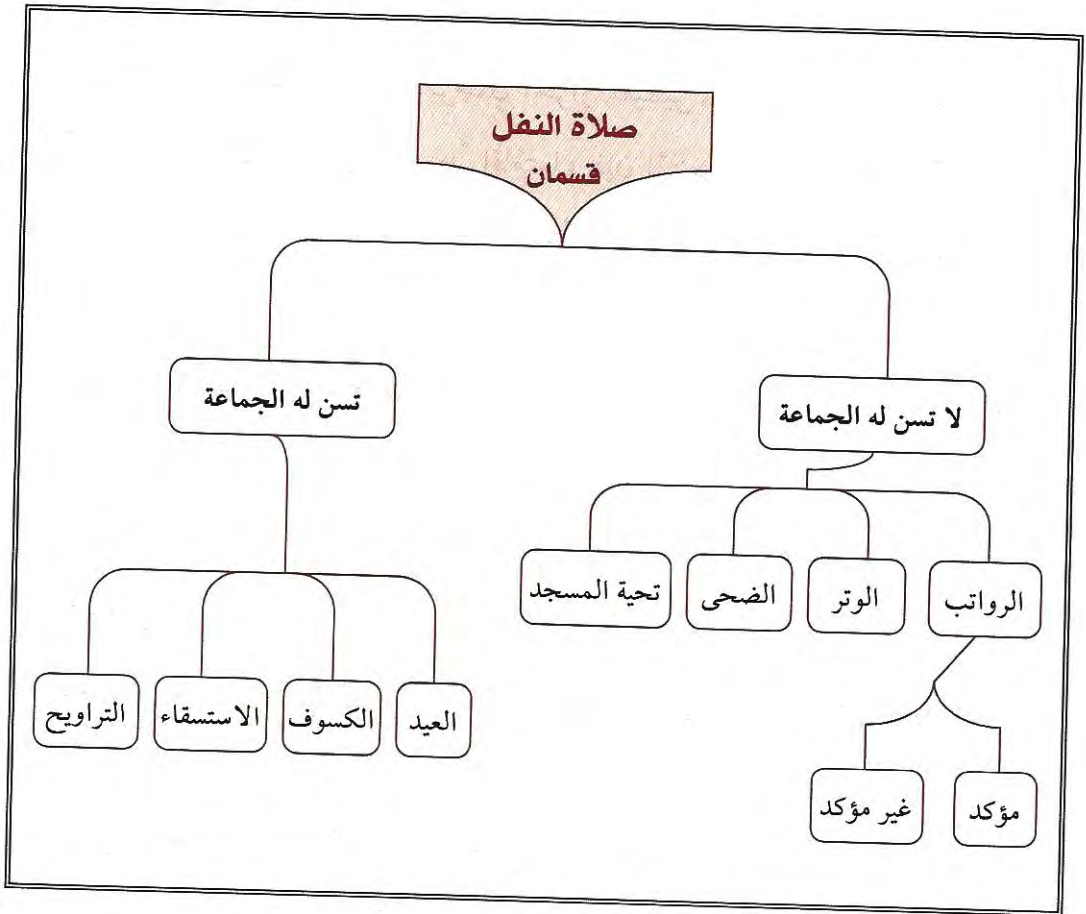 صلاة النفل
قسمان
لا تسن له الجماعة
تسن له الجماعة
الرواتب
الوتر
الضحى
تحية المسجد
العيد
الكسوف
الاستسقاء
التراويح
مؤكد
غير مؤكد